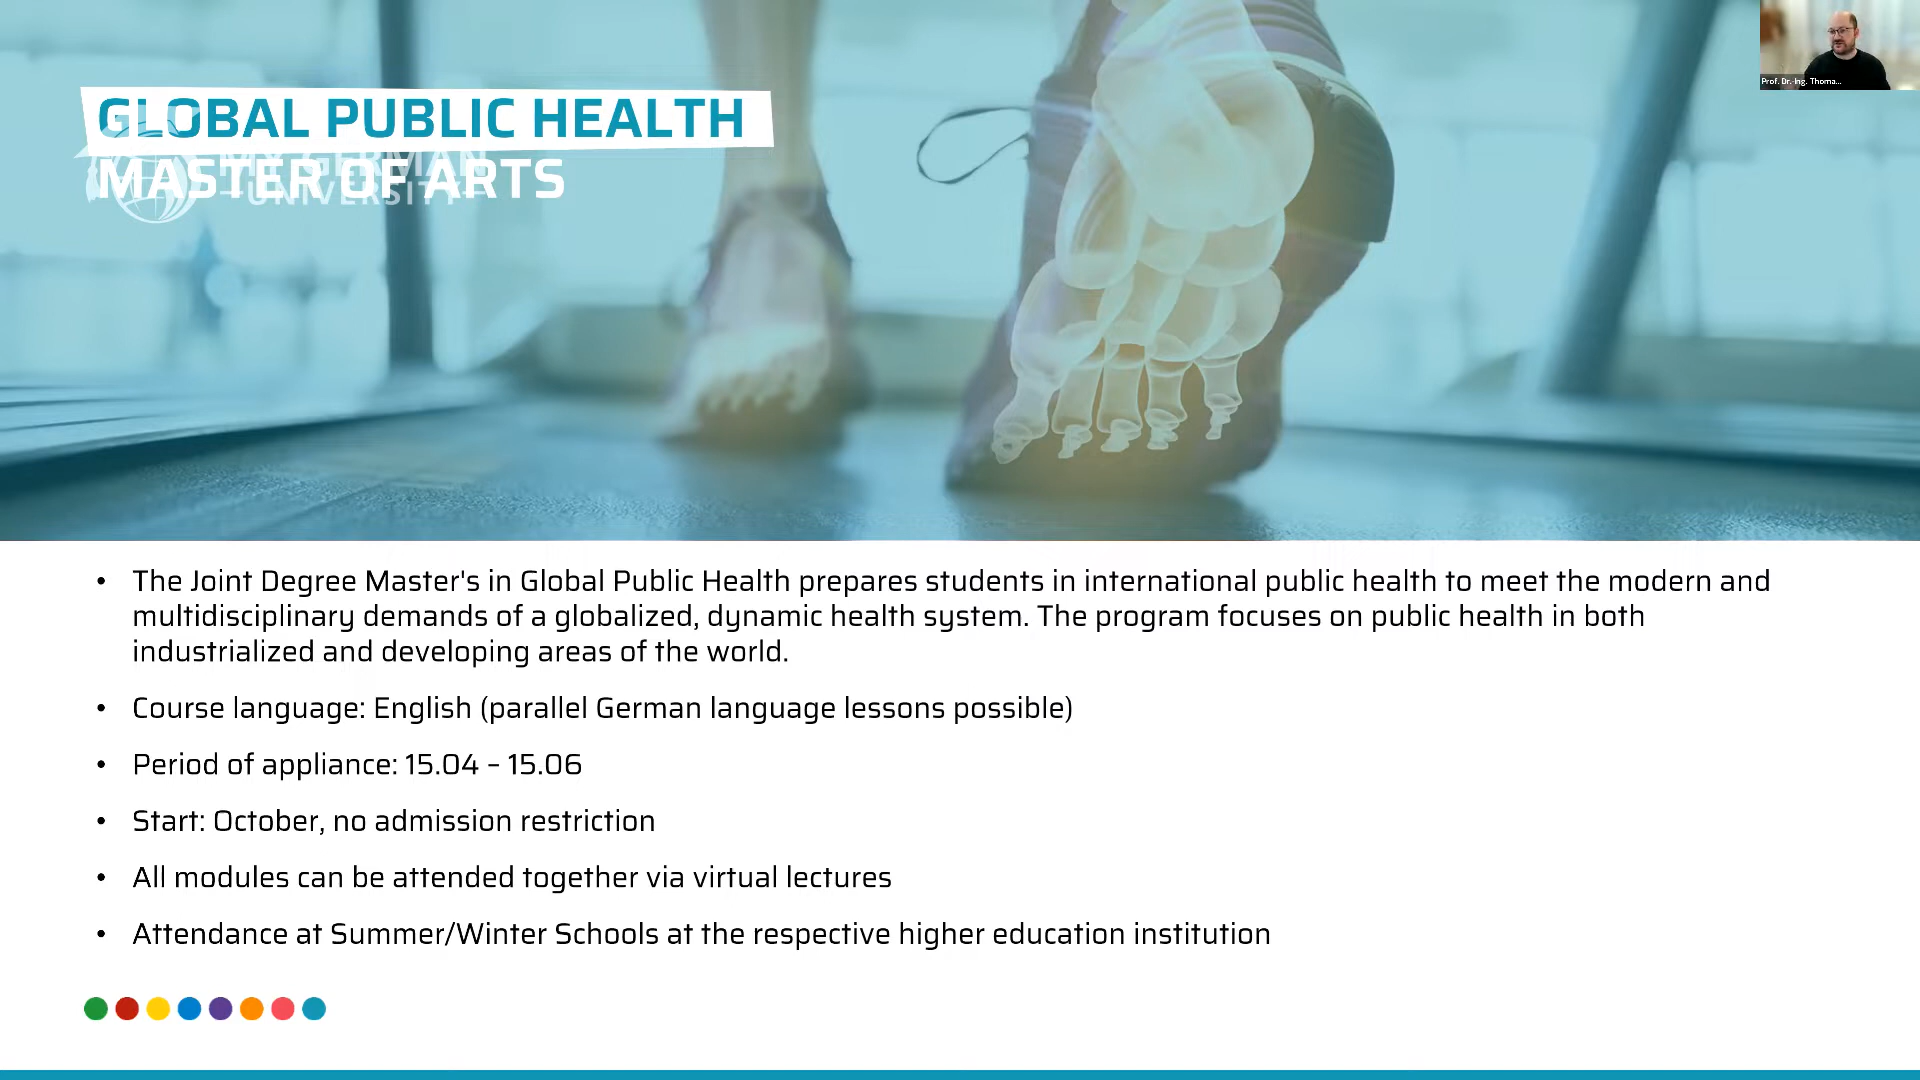 GLOBAL PUBLIC HEALTH
MASTER OF ARTS
MY GERMAN
UNIVERSITY
Prof. Dr.-Ing. Thoma...
• The Joint Degree Master's in Global Public Health prepares students in international public health to meet the modern and
multidisciplinary demands of a globalized, dynamic health system. The program focuses on public health in both
industrialized and developing areas of the world.
• Course language: English (parallel German language lessons possible)
• Period of appliance: 15.04 – 15.06
• Start: October, no admission restriction
• All modules can be attended together via virtual lectures
• Attendance at Summer/Winter Schools at the respective higher education institution